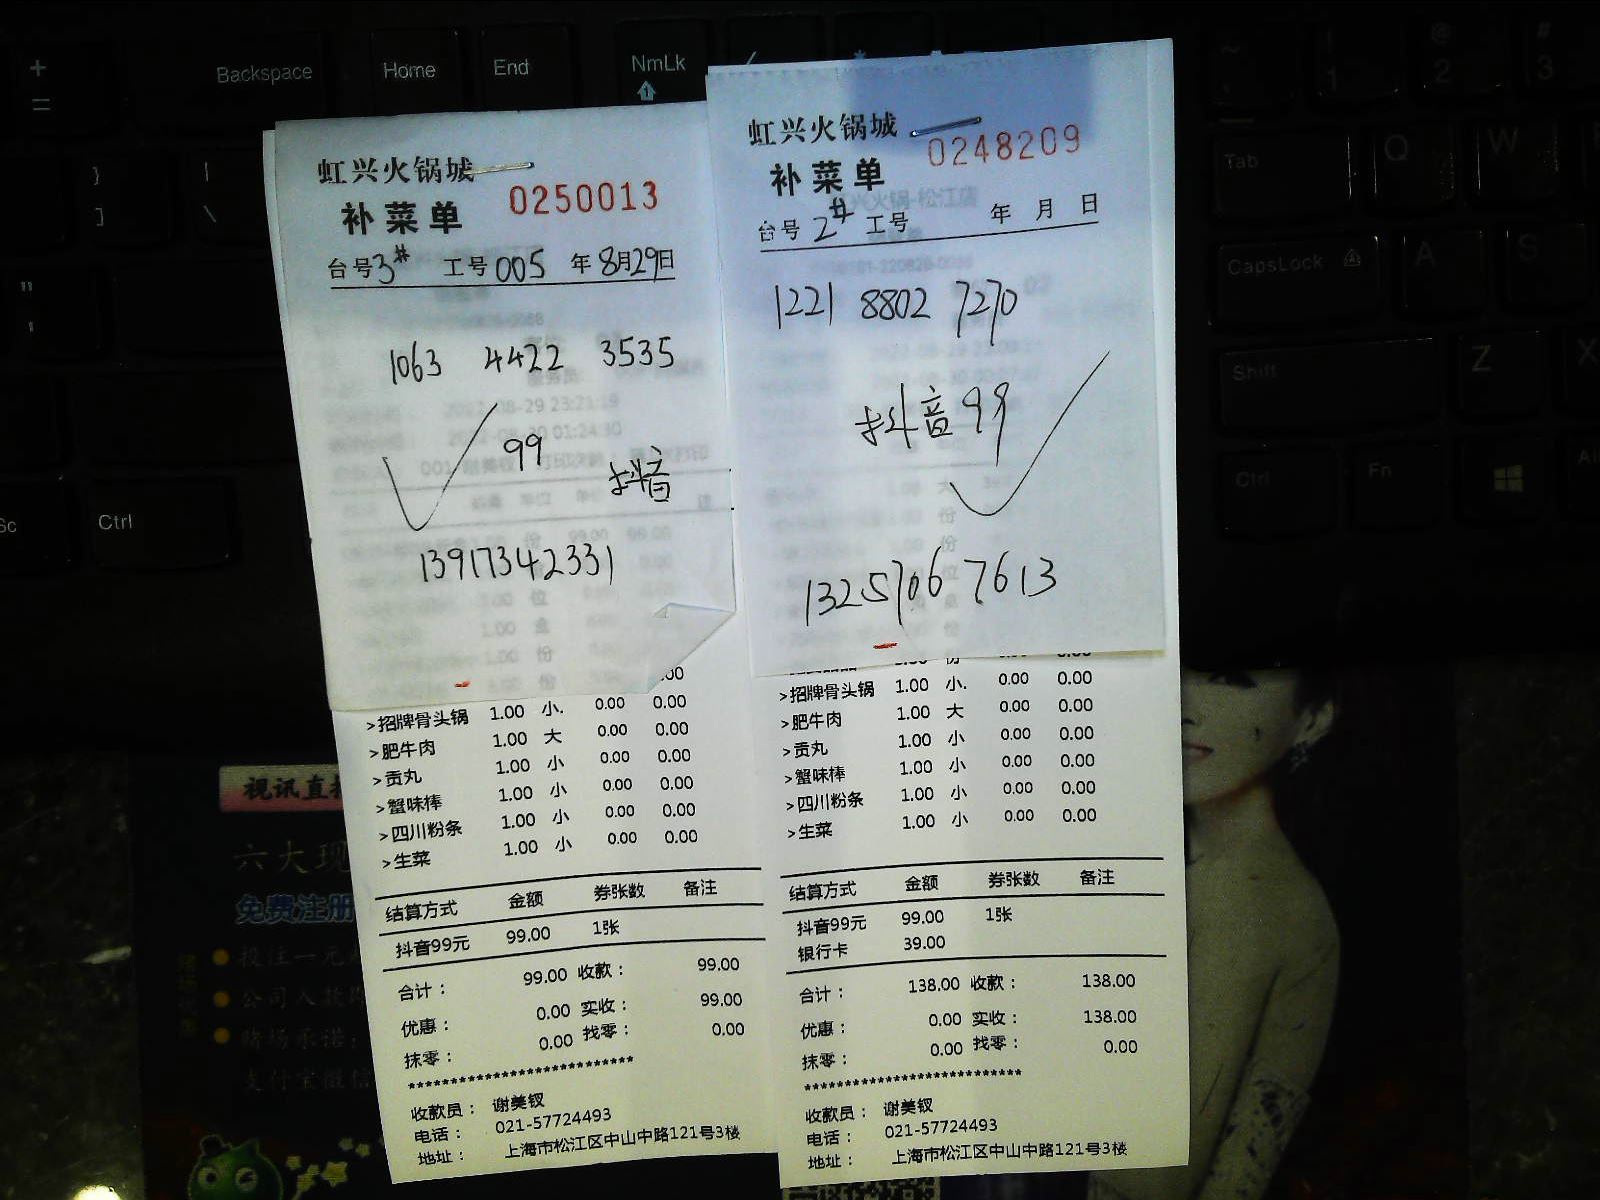 虹兴火锅城
补菜单 0250013
台号 3# 工号 005 年 8月29日
1063 4422 3535
99
抖音
13917342331
>招牌骨头锅 1.00 小. 0.00 0.00
>肥牛肉 1.00 大 0.00 0.00
>贡丸 1.00 小 0.00 0.00
>蟹味棒 1.00 小 0.00 0.00
>四川粉条 1.00 小 0.00 0.00
>生菜 1.00 小 0.00 0.00
结算方式 金额 券张数 备注
抖音99元 99.00 1张
合计： 99.00 收款： 99.00
优惠： 0.00 实收： 99.00
抹零： 0.00 找零： 0.00
***************************
收款员： 谢美钗
电话： 021-57724493
地址： 上海市松江区中山中路121号3楼
虹兴火锅城
补菜单 0248209
台号 2# 工号 年 月 日
1221 8802 7270
抖音99
13257067613
>招牌骨头锅 1.00 小. 0.00 0.00
>肥牛肉 1.00 大 0.00 0.00
>贡丸 1.00 小 0.00 0.00
>蟹味棒 1.00 小 0.00 0.00
>四川粉条 1.00 小 0.00 0.00
>生菜 1.00 小 0.00 0.00
结算方式 金额 券张数 备注
抖音99元 99.00 1张
银行卡 39.00
合计： 138.00 收款： 138.00
优惠： 0.00 实收： 138.00
抹零： 0.00 找零： 0.00
***************************
收款员： 谢美钗
电话： 021-57724493
地址： 上海市松江区中山中路121号3楼
Backspace Home End NmLk
Ctrl
Tab Q W
CapsLock A S
Shift Z X
Ctrl Fn
视讯直
六大现
免费注册